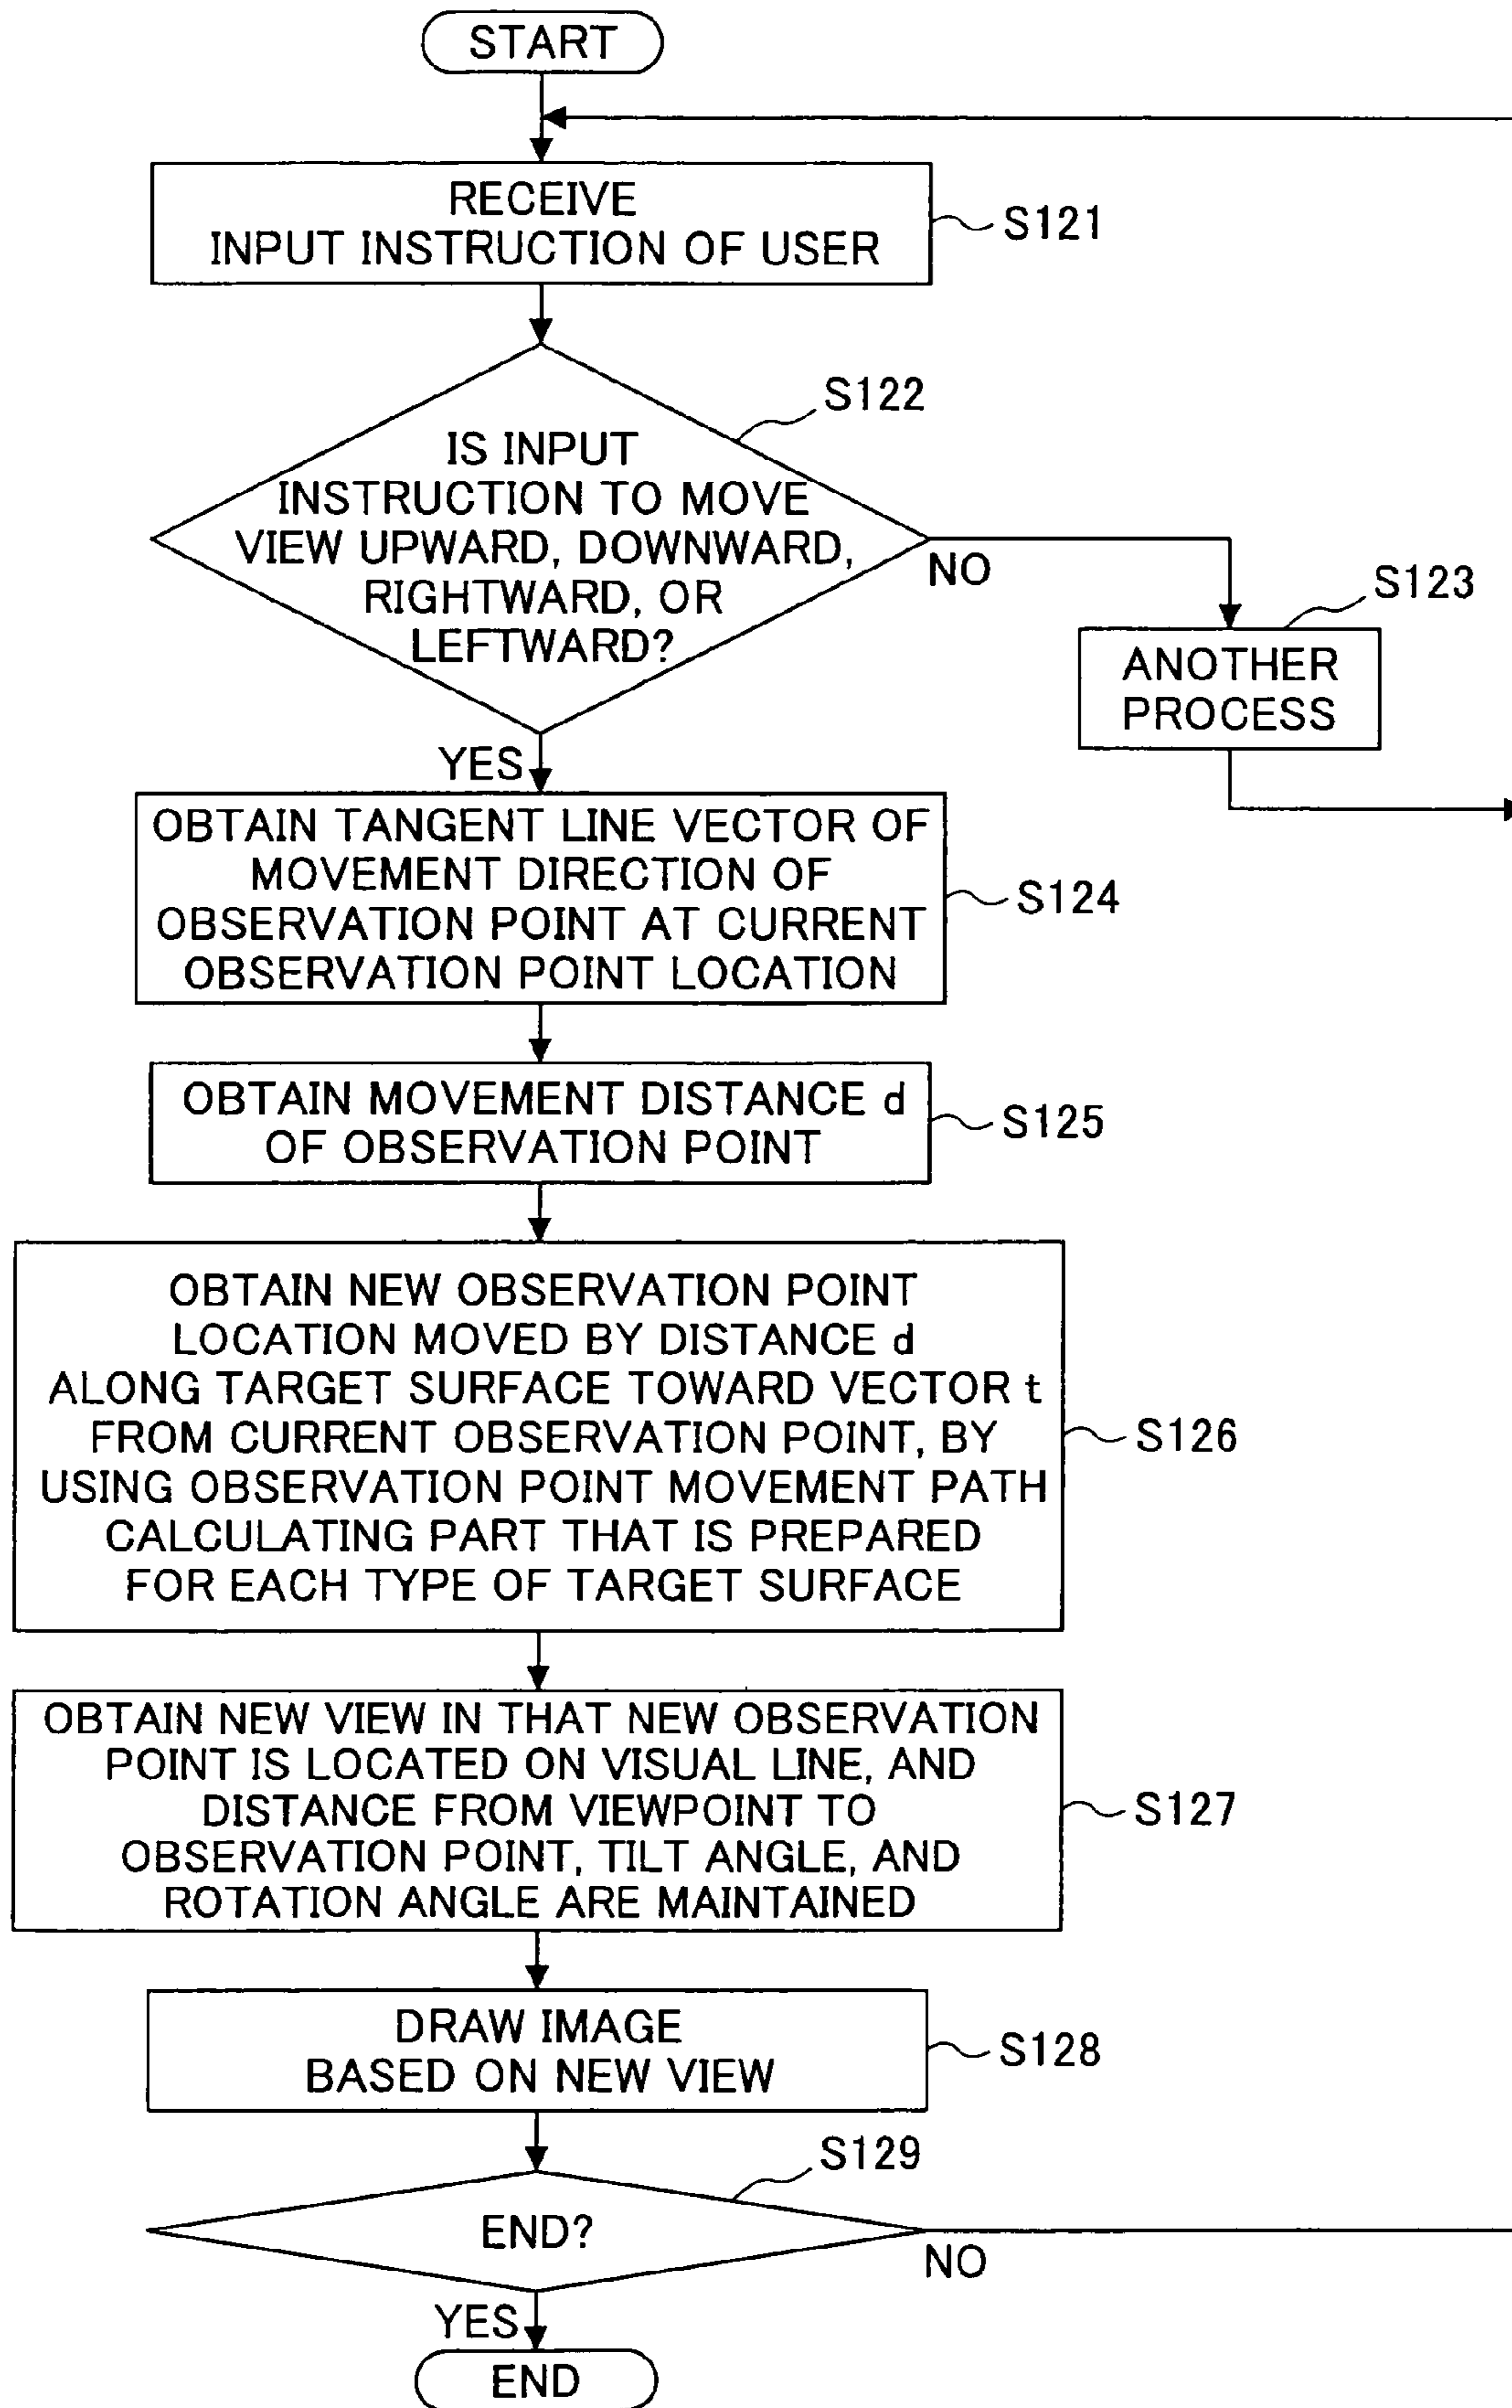 START
RECEIVE
INPUT INSTRUCTION OF USER
S121
S122
IS INPUT
INSTRUCTION TO MOVE
VIEW UPWARD, DOWNWARD,
RIGHTWARD, OR
LEFTWARD?
NO
S123
ANOTHER
PROCESS
YES
OBTAIN TANGENT LINE VECTOR OF
MOVEMENT DIRECTION OF
OBSERVATION POINT AT CURRENT
OBSERVATION POINT LOCATION
S124
OBTAIN MOVEMENT DISTANCE d
OF OBSERVATION POINT
S125
OBTAIN NEW OBSERVATION POINT
LOCATION MOVED BY DISTANCE d
ALONG TARGET SURFACE TOWARD VECTOR t
FROM CURRENT OBSERVATION POINT, BY
USING OBSERVATION POINT MOVEMENT PATH
CALCULATING PART THAT IS PREPARED
FOR EACH TYPE OF TARGET SURFACE
S126
OBTAIN NEW VIEW IN THAT NEW OBSERVATION
POINT IS LOCATED ON VISUAL LINE, AND
DISTANCE FROM VIEWPOINT TO
OBSERVATION POINT, TILT ANGLE, AND
ROTATION ANGLE ARE MAINTAINED
S127
DRAW IMAGE
BASED ON NEW VIEW
S128
S129
END?
NO
YES
END